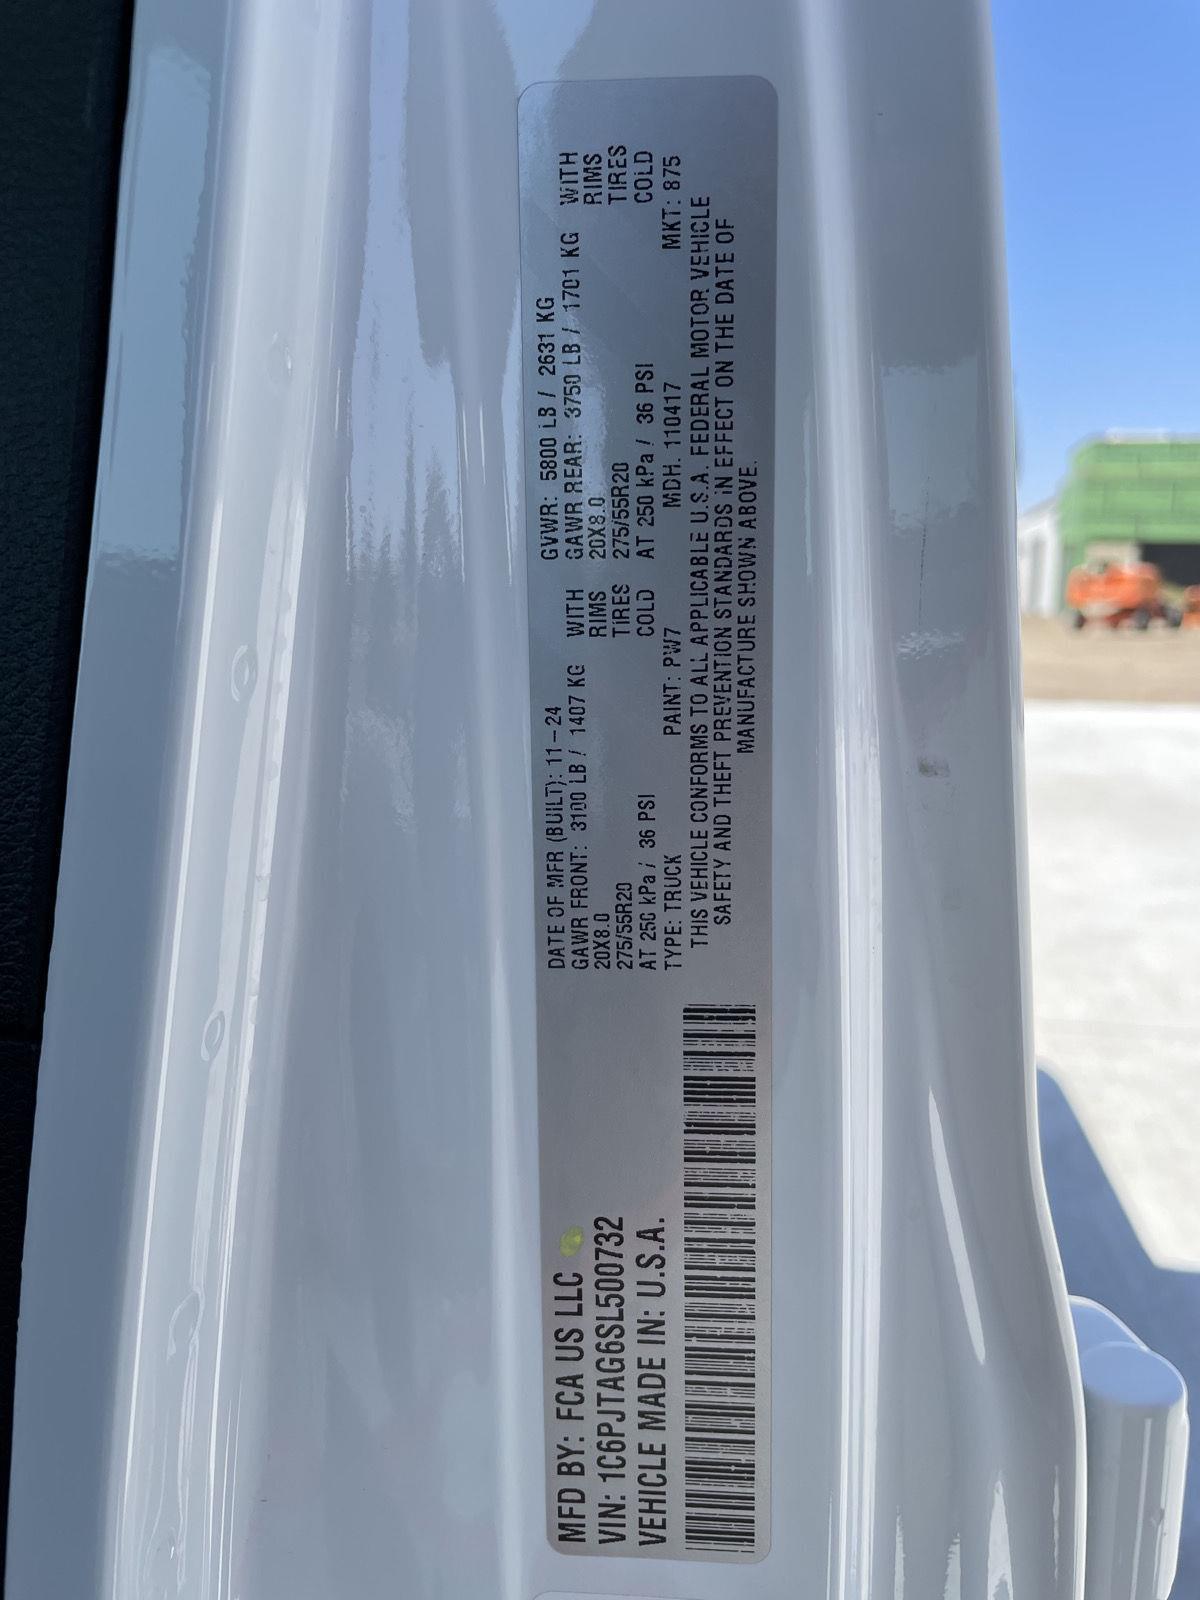 MFD BY: FCA US LLC
VIN: 1C6PJTAG6SL500732
VEHICLE MADE IN: U.S.A.
DATE OF MFR (BUILT): 11-24 GVWR: 5800 LB / 2631 KG
GAWR FRONT: 3100 LB / 1407 KG WITH GAWR REAR: 3750 LB / 1701 KG WITH
20X8.0 RIMS 20X8.0 RIMS
275/55R20 TIRES 275/55R20 TIRES
AT 250 kPa / 36 PSI COLD AT 250 kPa / 36 PSI COLD
TYPE: TRUCK PAINT: PW7 MDH. 110417 MKT: 875
THIS VEHICLE CONFORMS TO ALL APPLICABLE U.S.A. FEDERAL MOTOR VEHICLE
SAFETY AND THEFT PREVENTION STANDARDS IN EFFECT ON THE DATE OF
MANUFACTURE SHOWN ABOVE.